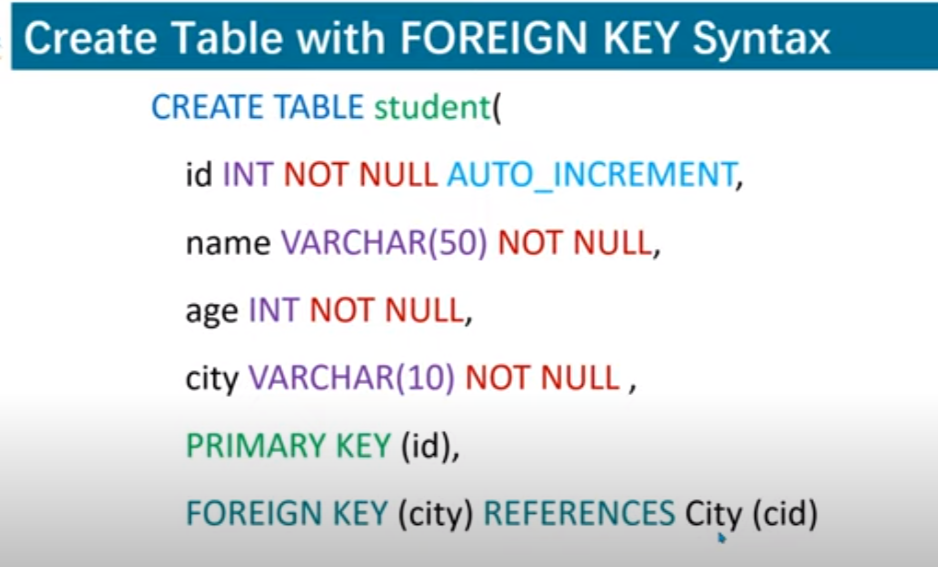 Create Table with FOREIGN KEY Syntax
CREATE TABLE student(
id INT NOT NULL AUTO_INCREMENT,
name VARCHAR(50) NOT NULL,
age INT NOT NULL,
city VARCHAR(10) NOT NULL ,
PRIMARY KEY (id),
FOREIGN KEY (city) REFERENCES City (cid)